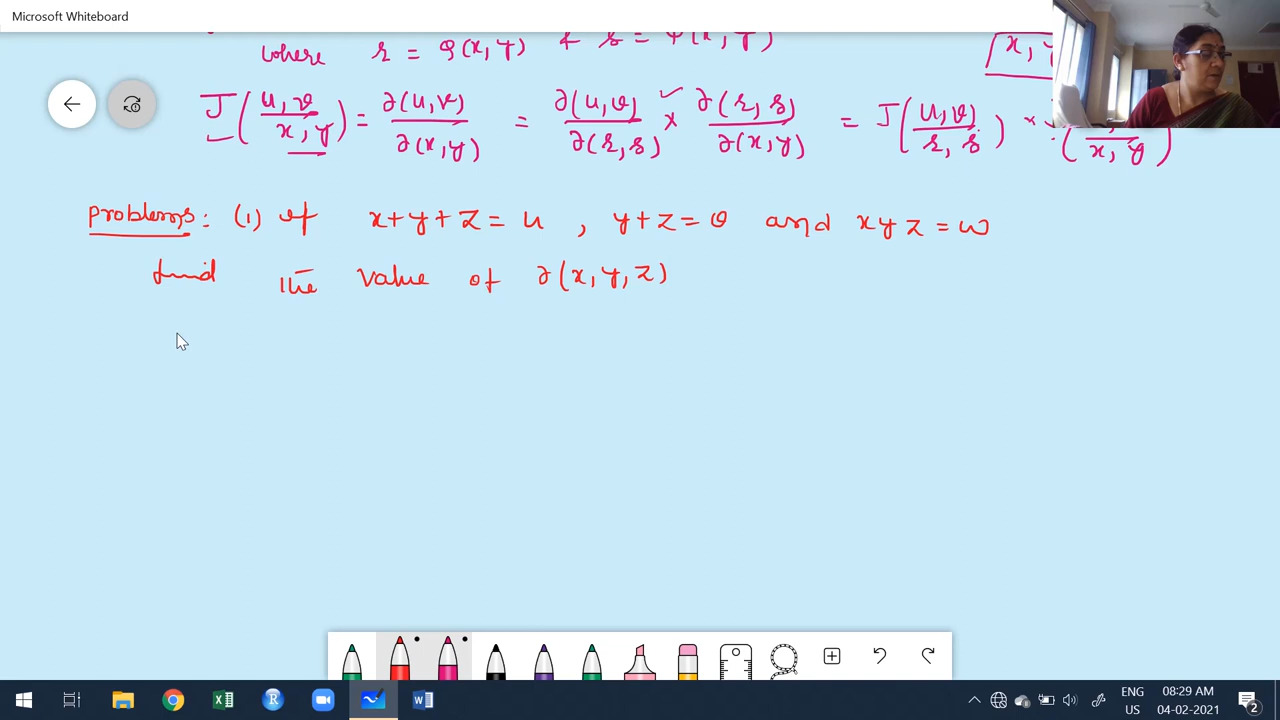 Microsoft Whiteboard
where r = φ(x, y) & s = ψ(x, y)
x, y
J(u, v / x, y) = ∂(u, v) / ∂(x, y) = ∂(u, v) / ∂(r, s) × ∂(r, s) / ∂(x, y) = J(u, v / r, s) × ( x, y)
Problems: (1) If x+y+z = u , y+z = v and xyz = w
find the value of ∂(x, y, z)
ENG
US
08:29 AM
04-02-2021
2